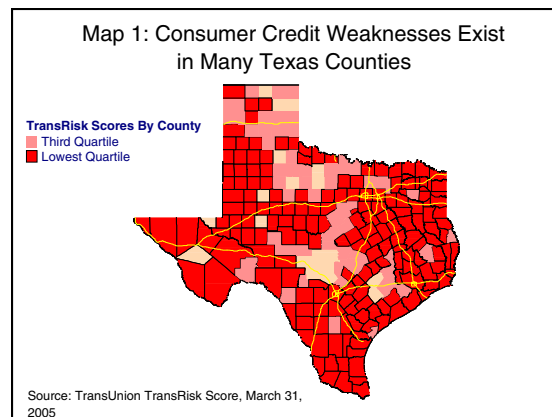 Map 1: Consumer Credit Weaknesses Exist
in Many Texas Counties
TransRisk Scores By County
Third Quartile
Lowest Quartile
Source: TransUnion TransRisk Score, March 31,
2005